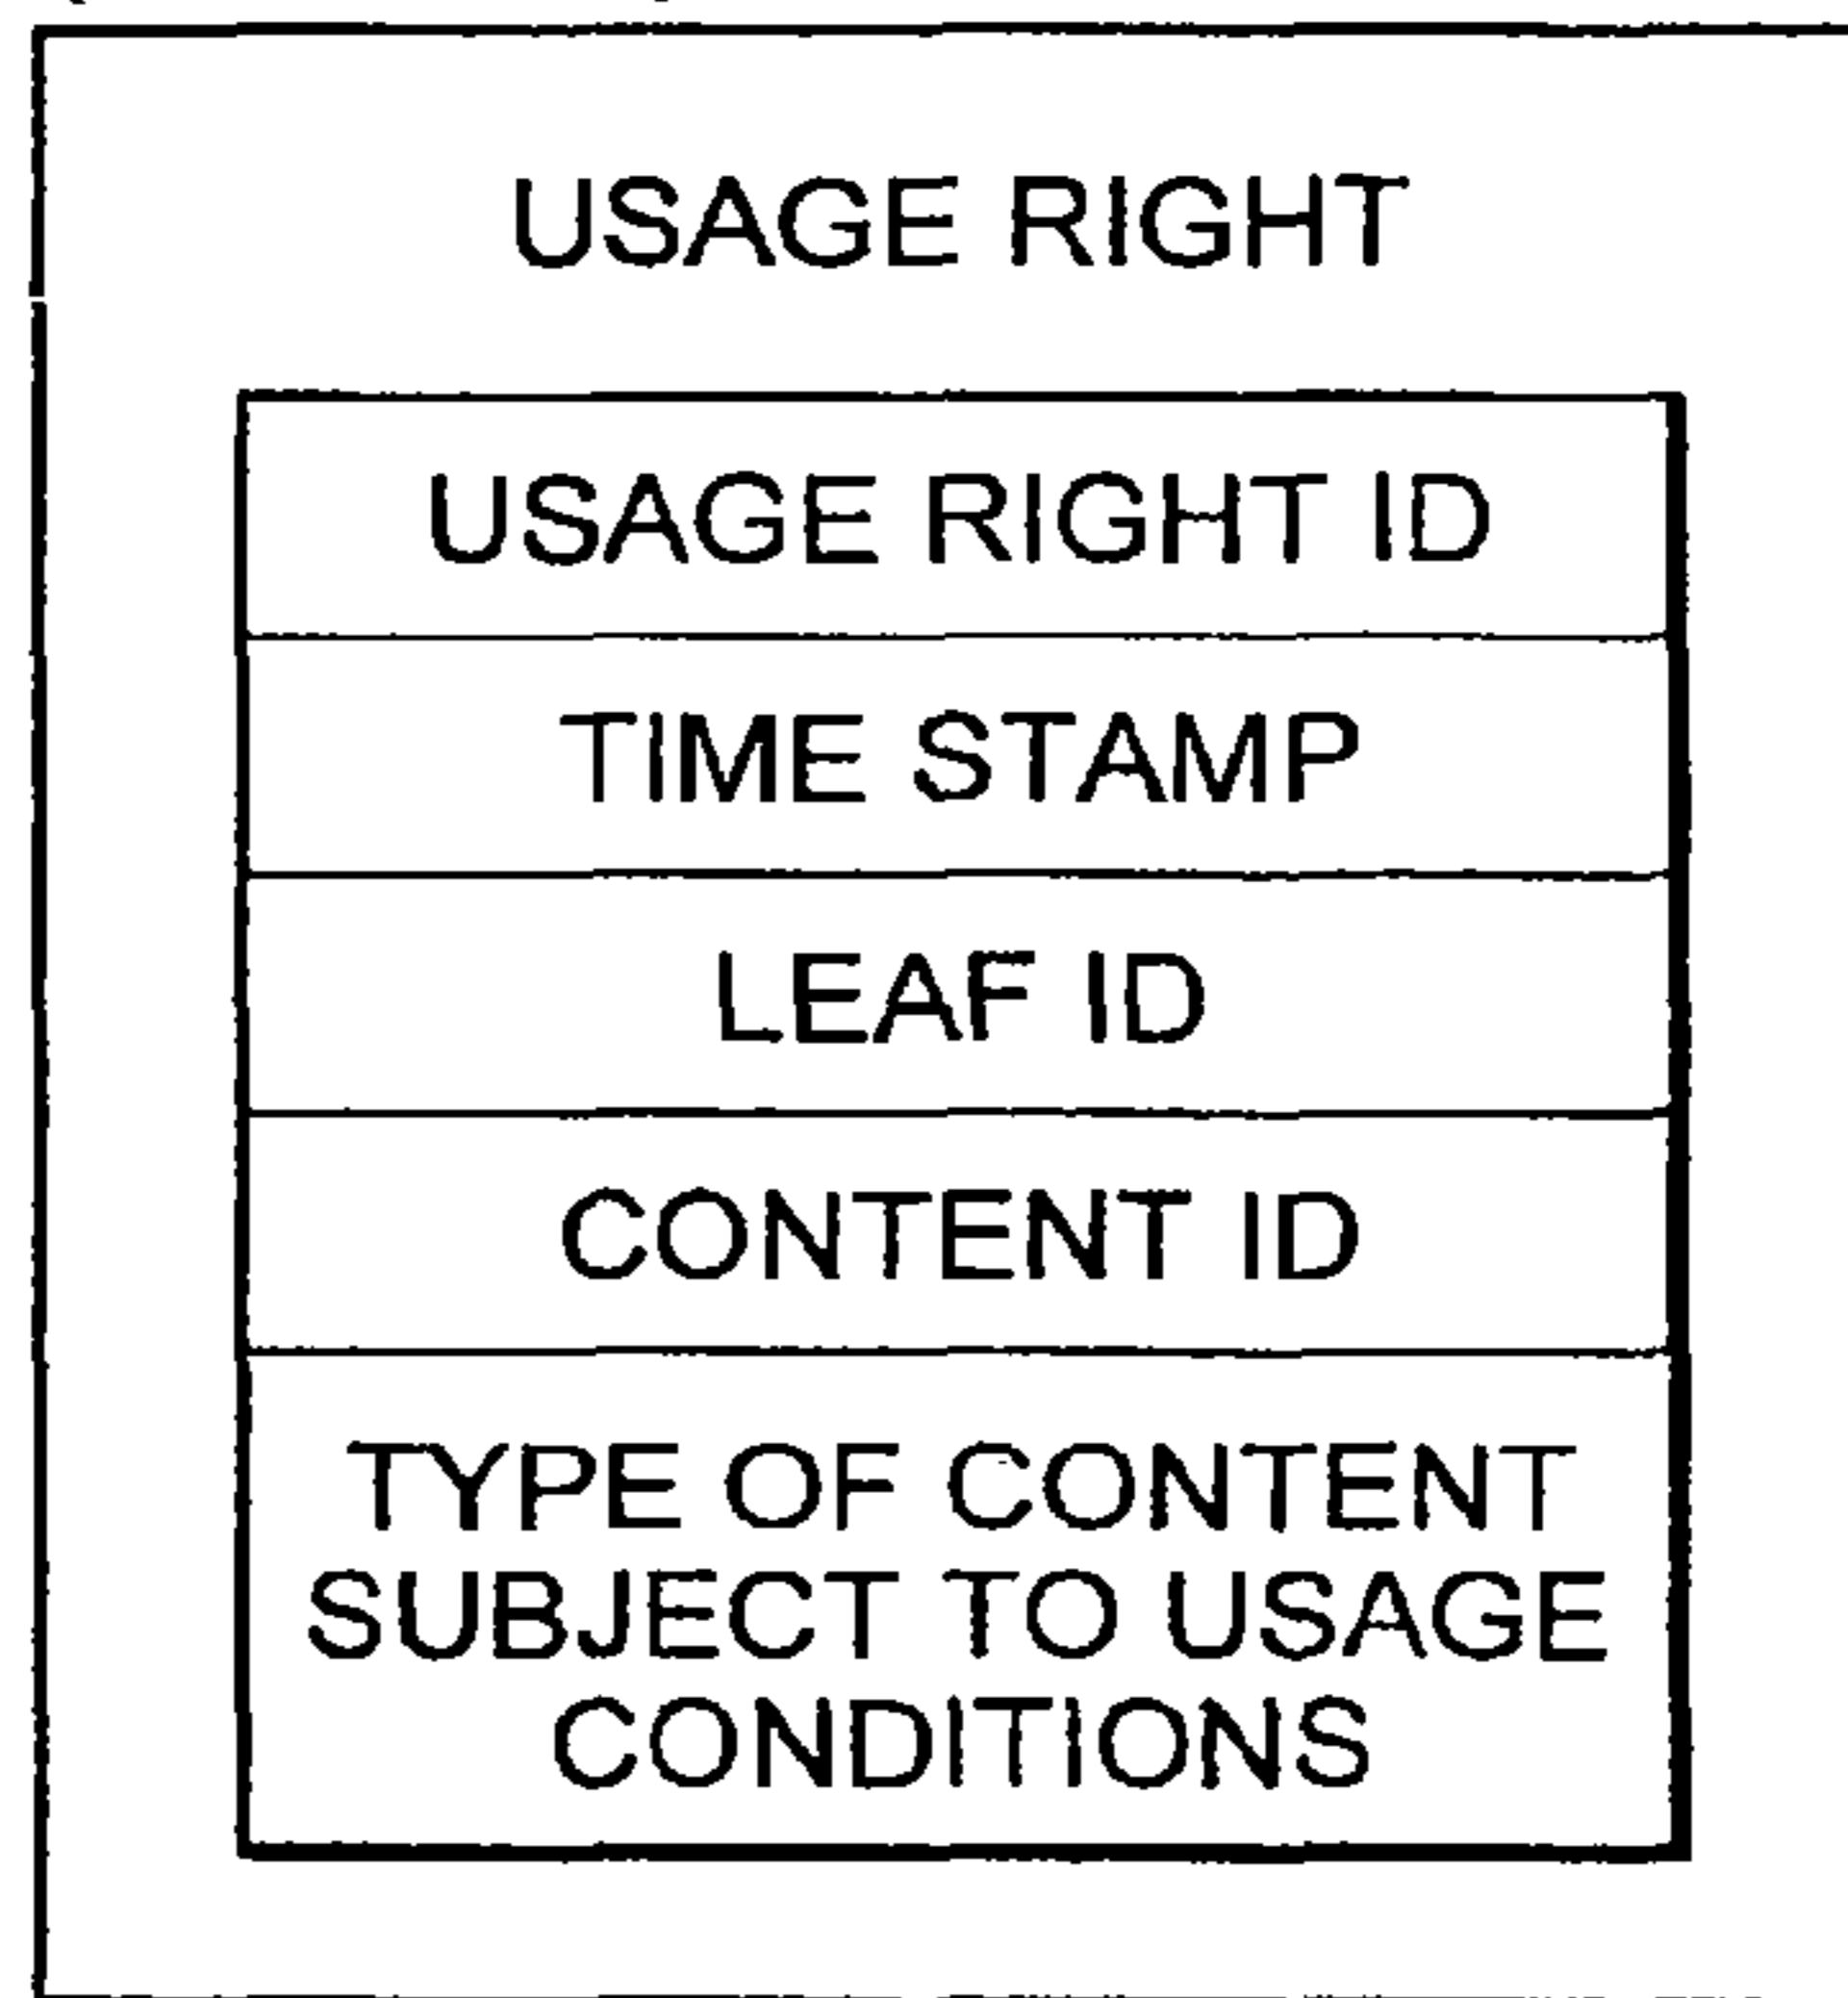 USAGE RIGHT
USAGE RIGHT ID
TIME STAMP
LEAF ID
CONTENT ID
TYPE OF CONTENT
SUBJECT TO USAGE
CONDITIONS